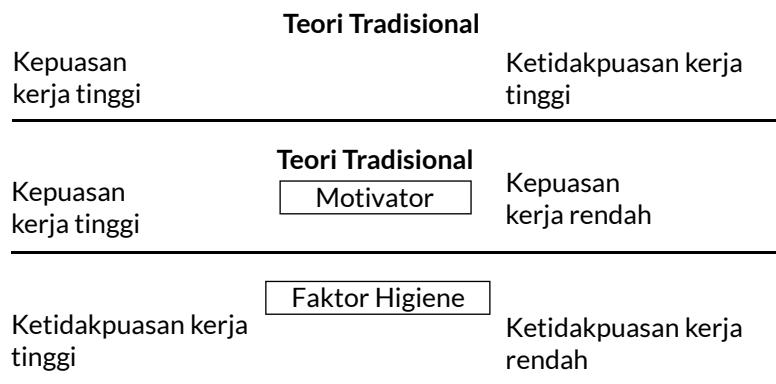 Teori Tradisional
Kepuasan
kerja tinggi
Ketidakpuasan kerja
tinggi
Teori Tradisional
Kepuasan
kerja tinggi
Motivator
Kepuasan
kerja rendah
Faktor Higiene
Ketidakpuasan kerja
tinggi
Ketidakpuasan kerja
rendah